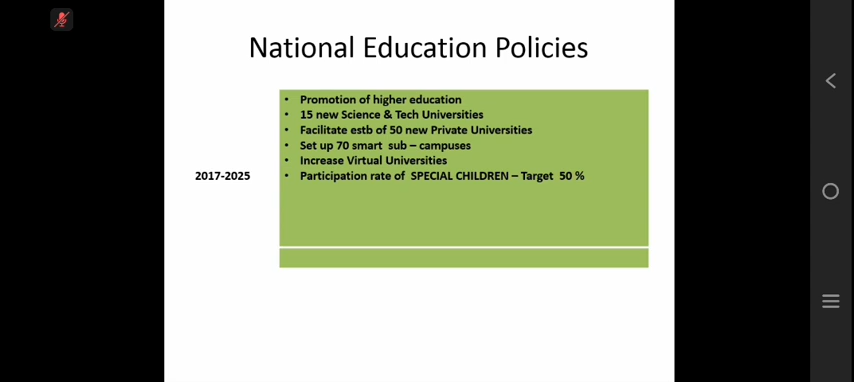 National Education Policies
• Promotion of higher education
• 15 new Science & Tech Universities
• Facilitate estb of 50 new Private Universities
• Set up 70 smart sub – campuses
• Increase Virtual Universities
2017-2025
• Participation rate of SPECIAL CHILDREN – Target 50 %